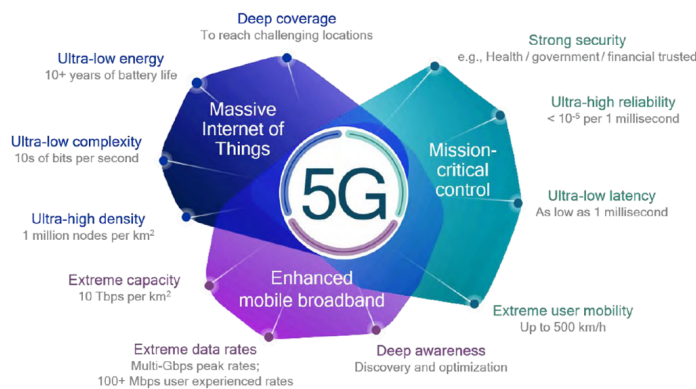 Deep coverage
To reach challenging locations
Strong security
e.g., Health / government / financial trusted
Ultra-low energy
10+ years of battery life
Massive
Internet of
Things
Ultra-high reliability
< 10⁻⁵ per 1 millisecond
Ultra-low complexity
10s of bits per second
5G
Mission-
critical
control
Ultra-low latency
As low as 1 millisecond
Ultra-high density
1 million nodes per km²
Extreme capacity
10 Tbps per km²
Enhanced
mobile broadband
Extreme user mobility
Up to 500 km/h
Extreme data rates
Multi-Gbps peak rates;
100+ Mbps user experienced rates
Deep awareness
Discovery and optimization